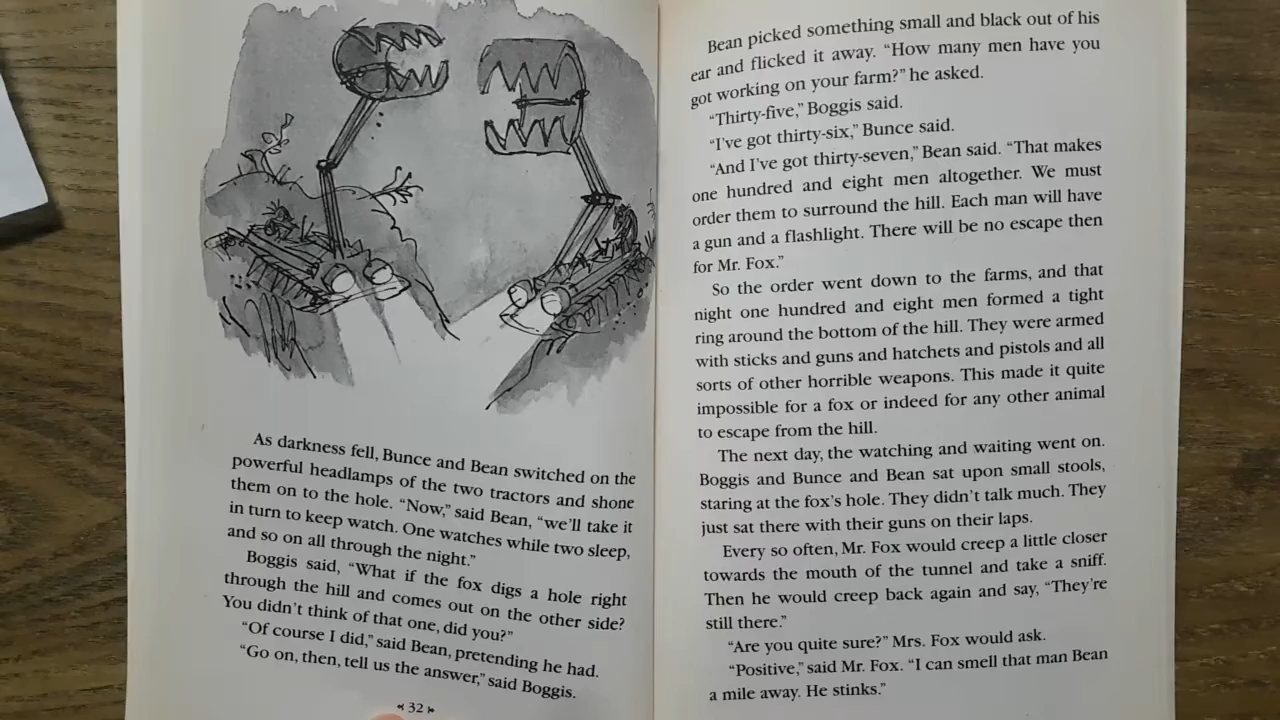 As darkness fell, Bunce and Bean switched on the
powerful headlamps of the two tractors and shone
them on to the hole. “Now,” said Bean, “we’ll take it
in turn to keep watch. One watches while two sleep,
and so on all through the night.”
Boggis said, “What if the fox digs a hole right
through the hill and comes out on the other side?
You didn’t think of that one, did you?”
“Of course I did,” said Bean, pretending he had.
“Go on, then, tell us the answer,” said Boggis.
32
Bean picked something small and black out of his
ear and flicked it away. “How many men have you
got working on your farm?” he asked.
“Thirty-five,” Boggis said.
“I’ve got thirty-six,” Bunce said.
“And I’ve got thirty-seven,” Bean said. “That makes
one hundred and eight men altogether. We must
order them to surround the hill. Each man will have
a gun and a flashlight. There will be no escape then
for Mr. Fox.”
So the order went down to the farms, and that
night one hundred and eight men formed a tight
ring around the bottom of the hill. They were armed
with sticks and guns and hatchets and pistols and all
sorts of other horrible weapons. This made it quite
impossible for a fox or indeed for any other animal
to escape from the hill.
The next day, the watching and waiting went on.
Boggis and Bunce and Bean sat upon small stools,
staring at the fox’s hole. They didn’t talk much. They
just sat there with their guns on their laps.
Every so often, Mr. Fox would creep a little closer
towards the mouth of the tunnel and take a sniff.
Then he would creep back again and say, “They’re
still there.”
“Are you quite sure?” Mrs. Fox would ask.
“Positive,” said Mr. Fox. “I can smell that man Bean
a mile away. He stinks.”